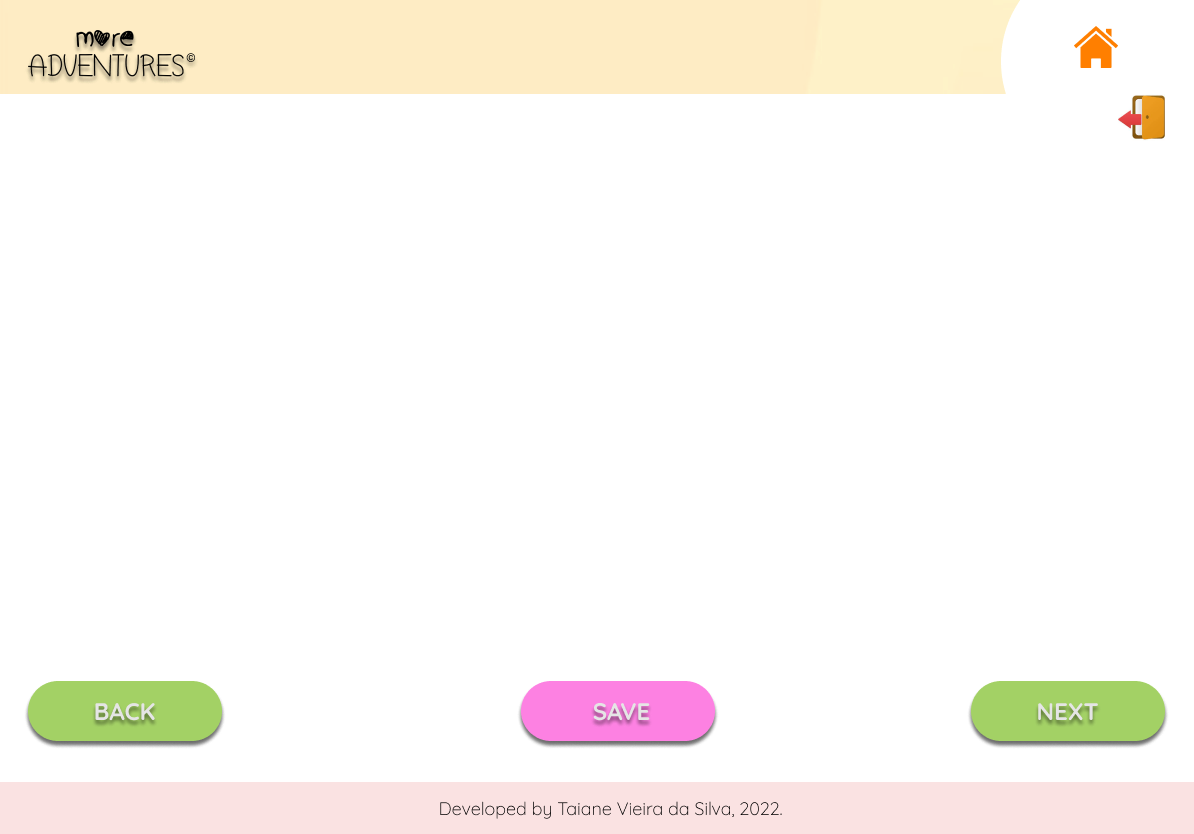 more
ADVENTURES©
BACK
SAVE
NEXT
Developed by Taiane Vieira da Silva, 2022.